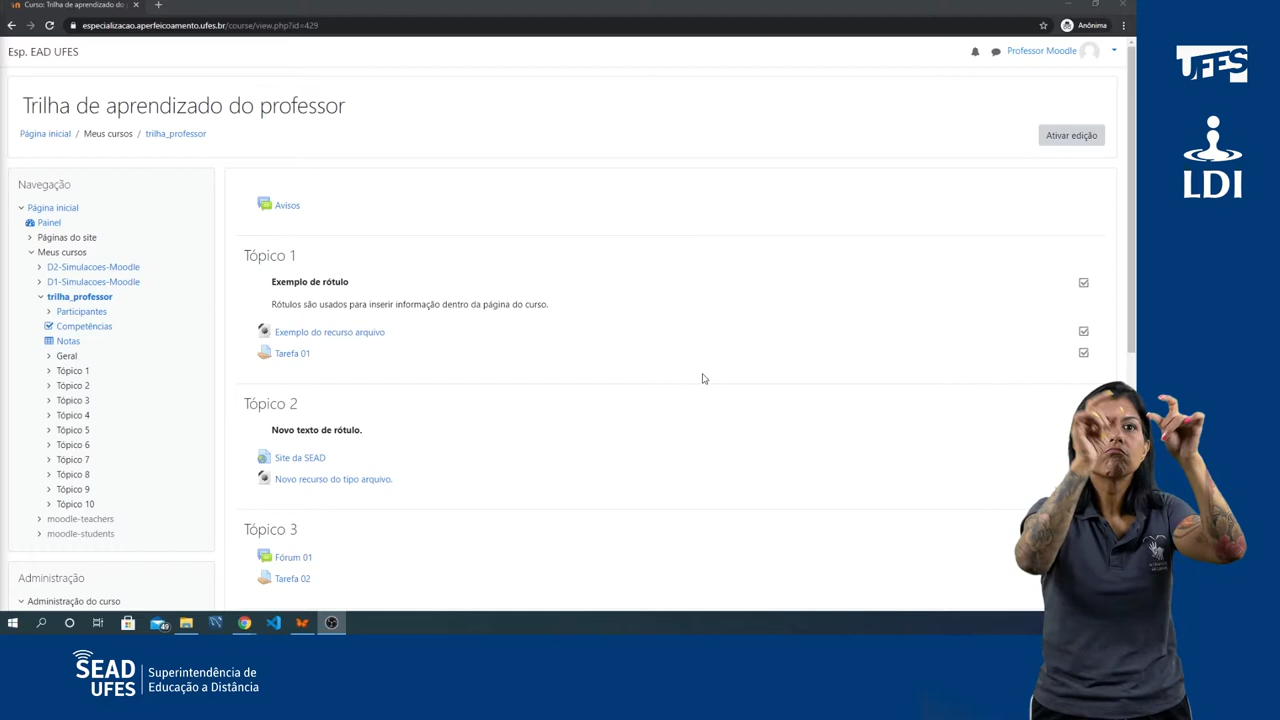 Curso: Trilha de aprendizado do
especializacao.aperfeicoamento.ufes.br/course/view.php?id=429
Anônima
Esp. EAD UFES
Professor Moodle
UFES
LDI
Trilha de aprendizado do professor
Página inicial / Meus cursos / trilha_professor
Ativar edição
Navegação
Página inicial
Painel
Páginas do site
Meus cursos
D2-Simulacoes-Moodle
D1-Simulacoes-Moodle
trilha_professor
Participantes
Competências
Notas
Geral
Tópico 1
Tópico 2
Tópico 3
Tópico 4
Tópico 5
Tópico 6
Tópico 7
Tópico 8
Tópico 9
Tópico 10
moodle-teachers
moodle-students
Administração
Administração do curso
Avisos
Tópico 1
Exemplo de rótulo
Rótulos são usados para inserir informação dentro da página do curso.
Exemplo do recurso arquivo
Tarefa 01
Tópico 2
Novo texto de rótulo.
Site da SEAD
Novo recurso do tipo arquivo.
Tópico 3
Fórum 01
Tarefa 02
49
SEAD
UFES
Superintendência de
Educação a Distância